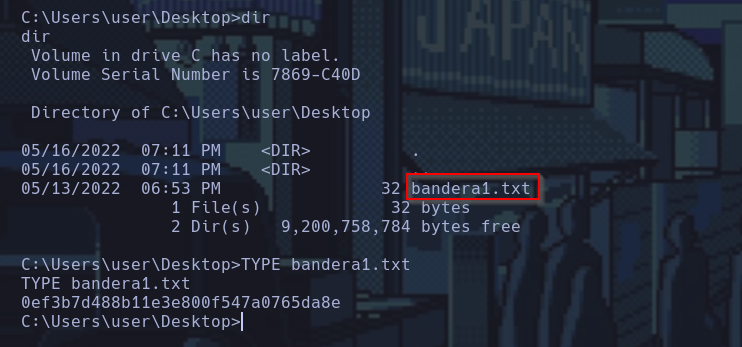 JAPAN
C:\Users\user\Desktop>dir
dir
 Volume in drive C has no label.
 Volume Serial Number is 7869-C40D

 Directory of C:\Users\user\Desktop

05/16/2022  07:11 PM    <DIR>          .
05/16/2022  07:11 PM    <DIR>          ..
05/13/2022  06:53 PM                32 bandera1.txt
               1 File(s)             32 bytes
               2 Dir(s)   9,200,758,784 bytes free

C:\Users\user\Desktop>TYPE bandera1.txt
TYPE bandera1.txt
0ef3b7d488b11e3e800f547a0765da8e
C:\Users\user\Desktop>